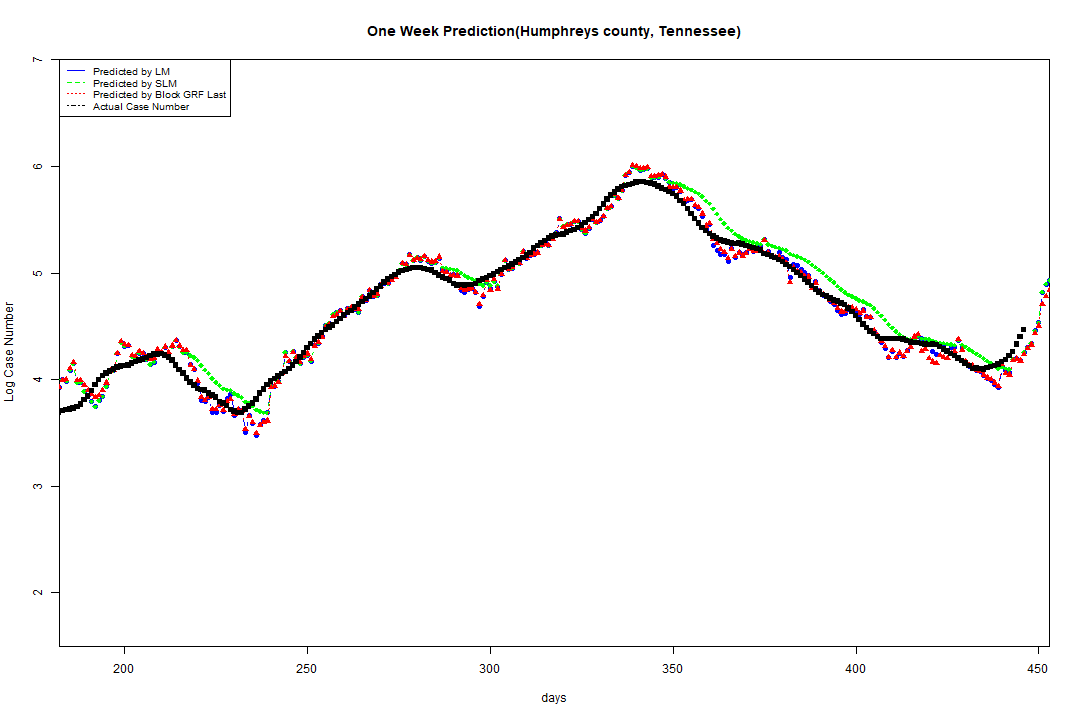 One Week Prediction(Humphreys county, Tennessee)
Predicted by LM
Predicted by SLM
Predicted by Block GRF Last
Actual Case Number
7
6
5
4
3
2
Log Case Number
200 250 300 350 400 450
days